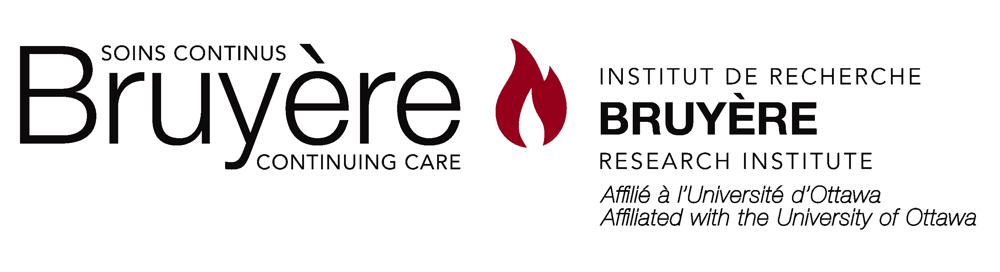 SOINS CONTINUS
Bruyère
CONTINUING CARE
INSTITUT DE RECHERCHE
BRUYÈRE
RESEARCH INSTITUTE
Affilié à l'Université d'Ottawa
Affiliated with the University of Ottawa